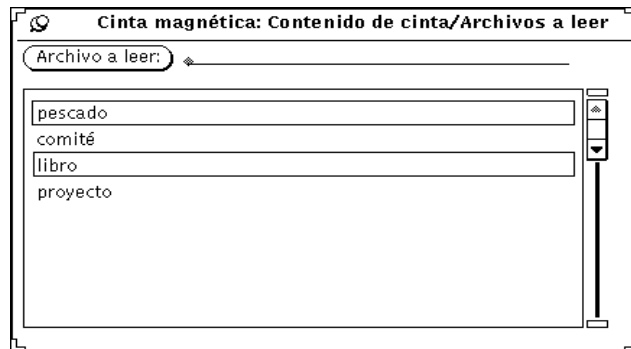 Cinta magnética: Contenido de cinta/Archivos a leer
Archivo a leer:
pescado
comité
libro
proyecto